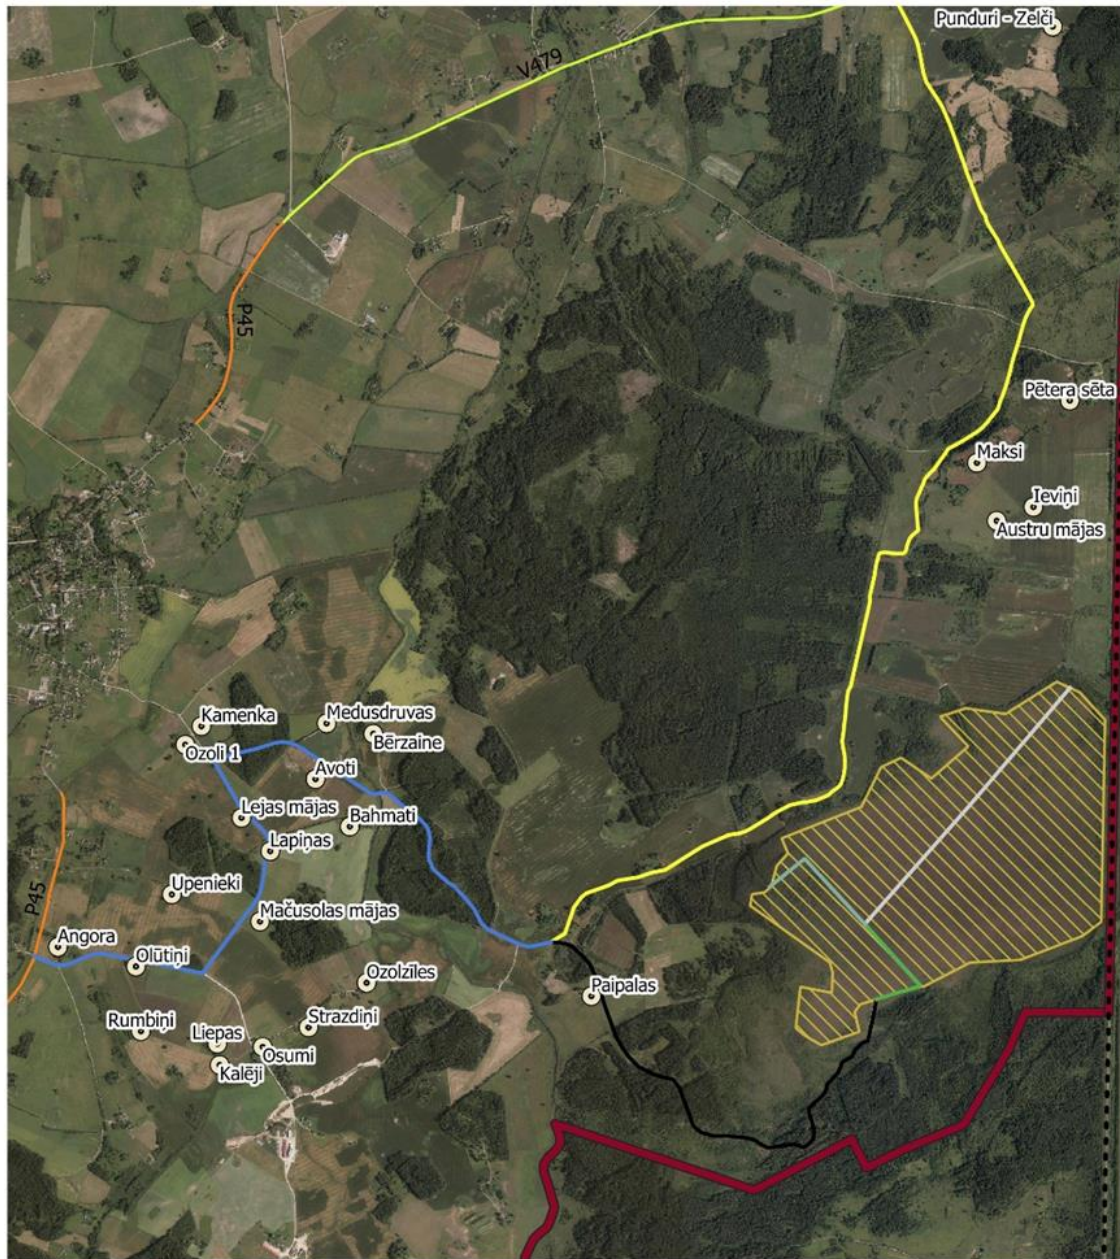 Punduri - Zelči
V479
P45
Pētera sēta
Maksi
Ieviņi
Austru mājas
Kamenka
Medusdruvas
Bērzaine
Ozoli 1
Avoti
Lejas mājas
Bahmati
Lapiņas
Upenieki
P45
Mačusolas mājas
Angora
Olūtiņi
Ozolzīles
Paipalas
Rumbiņi
Liepas
Strazdiņi
Osumi
Kalēji